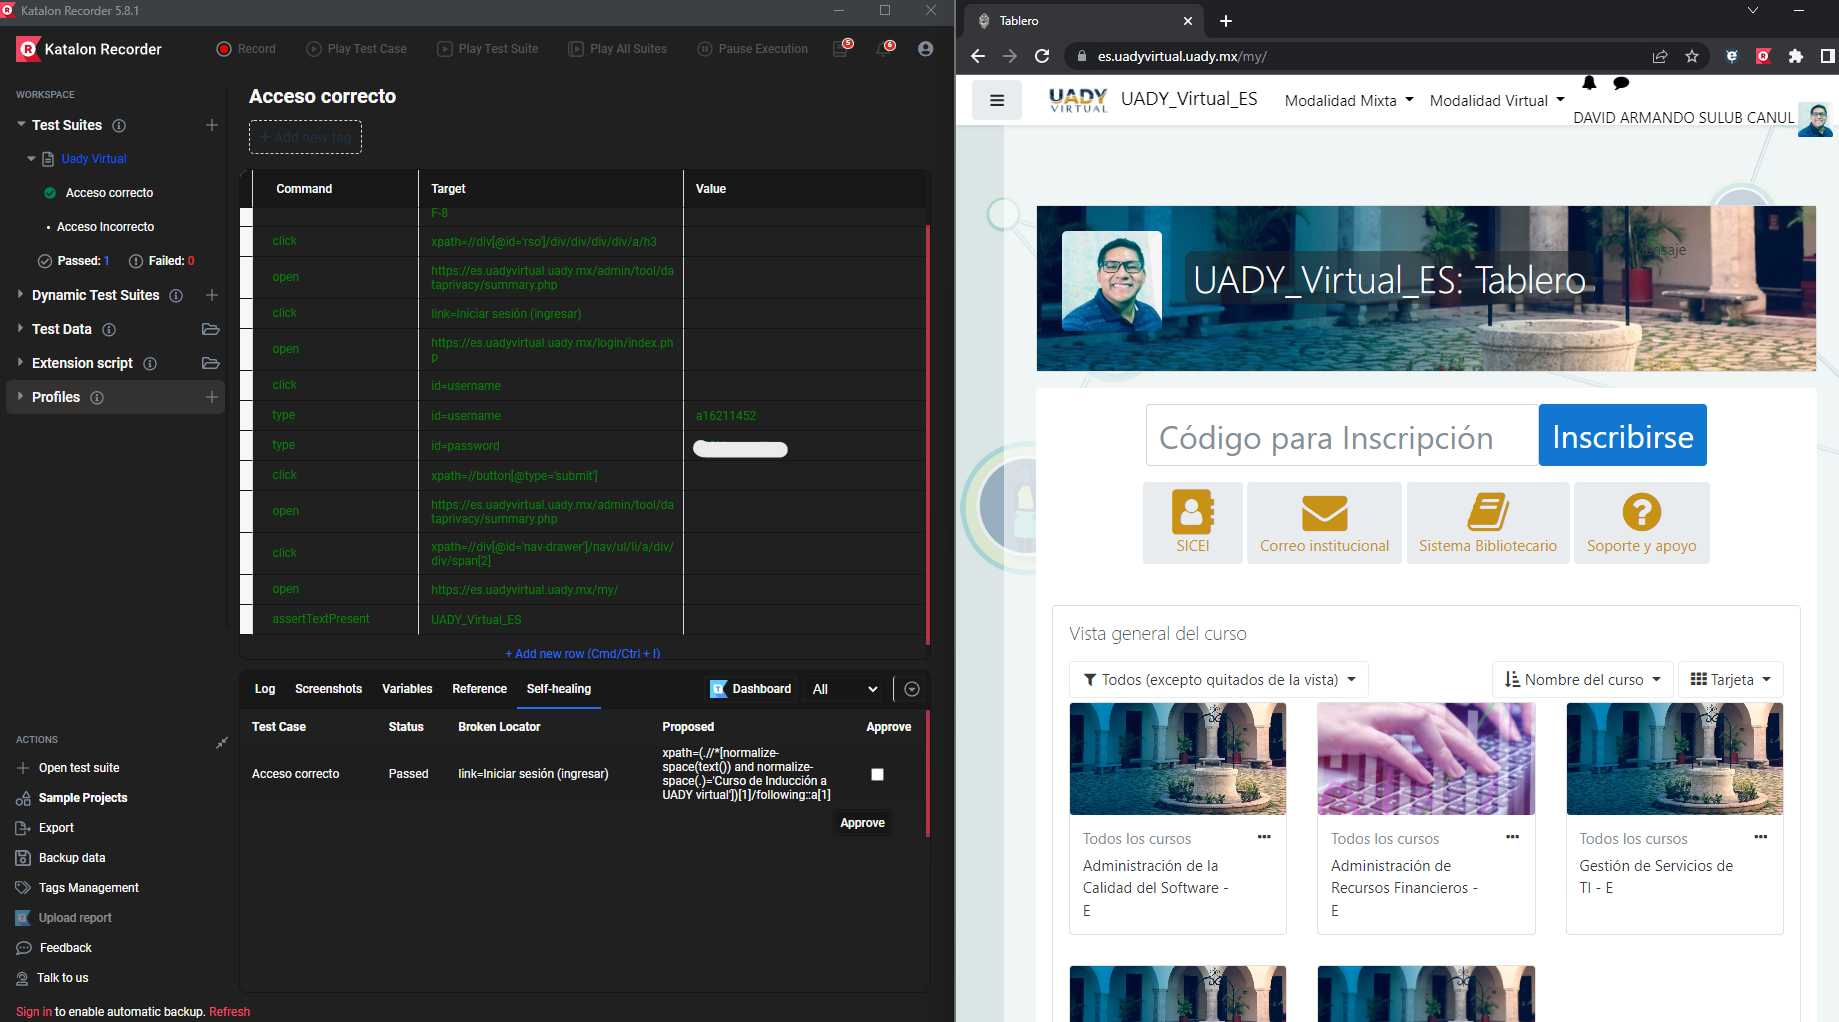 Katalon Recorder 5.8.1
Katalon Recorder
Record
Play Test Case
Play Test Suite
Play All Suites
Pause Execution
5
6
WORKSPACE
Test Suites
Uady Virtual
Acceso correcto
Acceso Incorrecto
Passed: 1
Failed: 0
Dynamic Test Suites
Test Data
Extension script
Profiles
ACTIONS
Open test suite
Sample Projects
Export
Backup data
Tags Management
Upload report
Feedback
Talk to us
Sign in to enable automatic backup. Refresh
Acceso correcto
+ Add new tag
Command Target Value
F-8
click xpath=//div[@id='rso']/div/div/div/div/a/h3
open https://es.uadyvirtual.uady.mx/admin/tool/da
taprivacy/summary.php
click link=Iniciar sesión (ingresar)
open https://es.uadyvirtual.uady.mx/login/index.ph
p
click id=username
type id=username a16211452
type id=password
click xpath=//button[@type='submit']
open https://es.uadyvirtual.uady.mx/admin/tool/da
taprivacy/summary.php
click xpath=//div[@id='nav-drawer']/nav/ul/li/a/div/
div/span[2]
open https://es.uadyvirtual.uady.mx/my/
assertTextPresent UADY_Virtual_ES
+ Add new row (Cmd/Ctrl + I)
Log Screenshots Variables Reference Self-healing Dashboard All
Test Case Status Broken Locator Proposed Approve
Acceso correcto Passed link=Iniciar sesión (ingresar)
xpath=(.//*[normalize-
space(text()) and normalize-
space(.)='Curso de Inducción a
UADY virtual'])[1]/following::a[1]
Approve
Tablero
es.uadyvirtual.uady.mx/my/
UADY
VIRTUAL
UADY_Virtual_ES
Modalidad Mixta
Modalidad Virtual
DAVID ARMANDO SULUB CANUL
UADY_Virtual_ES: Tablero
Código para Inscripción
Inscribirse
SICEI
Correo institucional
Sistema Bibliotecario
Soporte y apoyo
Vista general del curso
Todos (excepto quitados de la vista)
Nombre del curso
Tarjeta
Todos los cursos
Administración de la
Calidad del Software -
E
Todos los cursos
Administración de
Recursos Financieros -
E
Todos los cursos
Gestión de Servicios de
TI - E